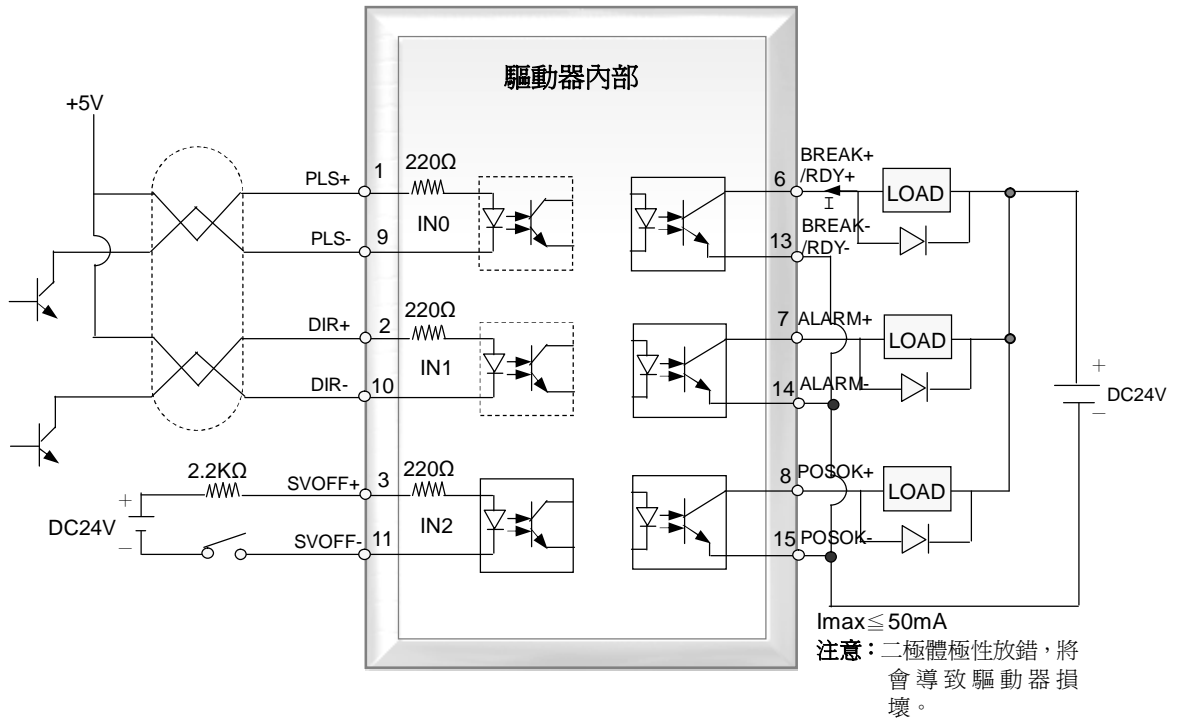 驅動器內部
+5V
PLS+
1
220Ω
IN0
PLS-
9
DIR+
2
220Ω
IN1
DIR-
10
2.2KΩ
SVOFF+
3
220Ω
IN2
DC24V
+
—
SVOFF-
11
6
BREAK+
/RDY+
I
LOAD
13
BREAK-
/RDY-
7
ALARM+
LOAD
14
ALARM-
8
POSOK+
LOAD
15
POSOK-
+
—
DC24V
Imax≦50mA
注意：二極體極性放錯，將
會導致驅動器損
壞。